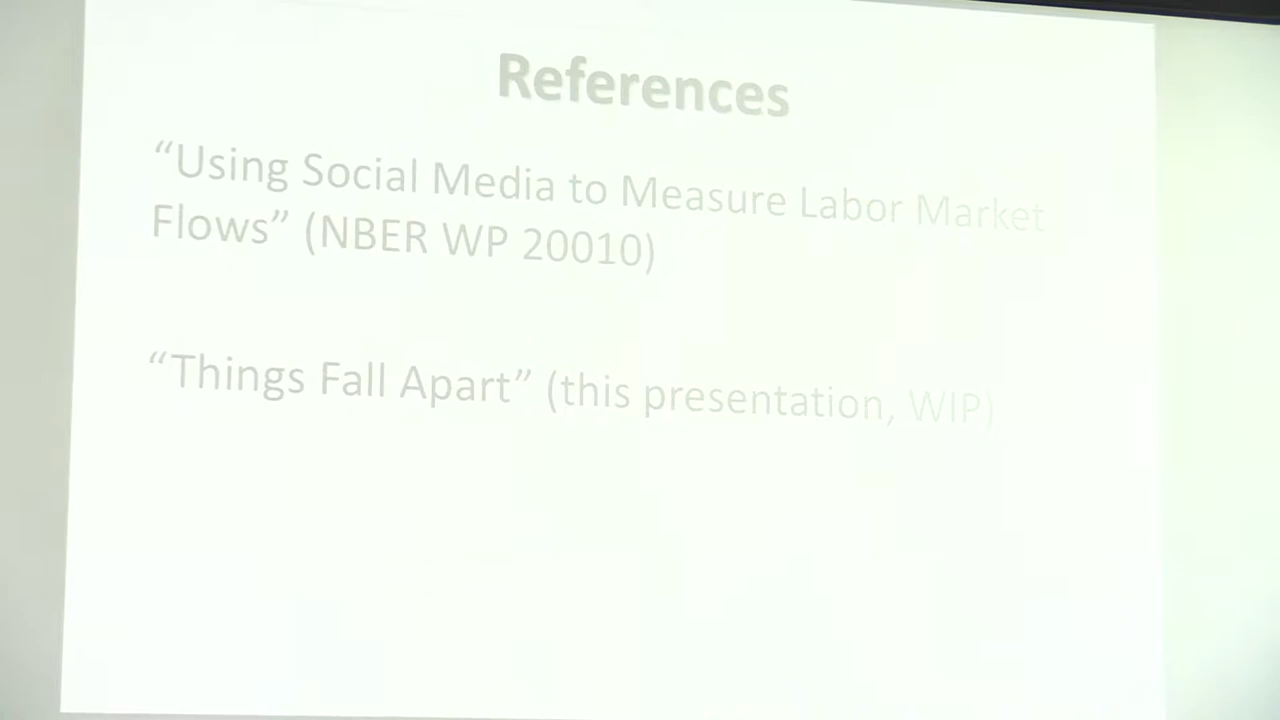 References
“Using Social Media to Measure Labor Market
Flows” (NBER WP 20010)
“Things Fall Apart” (this presentation, WIP)